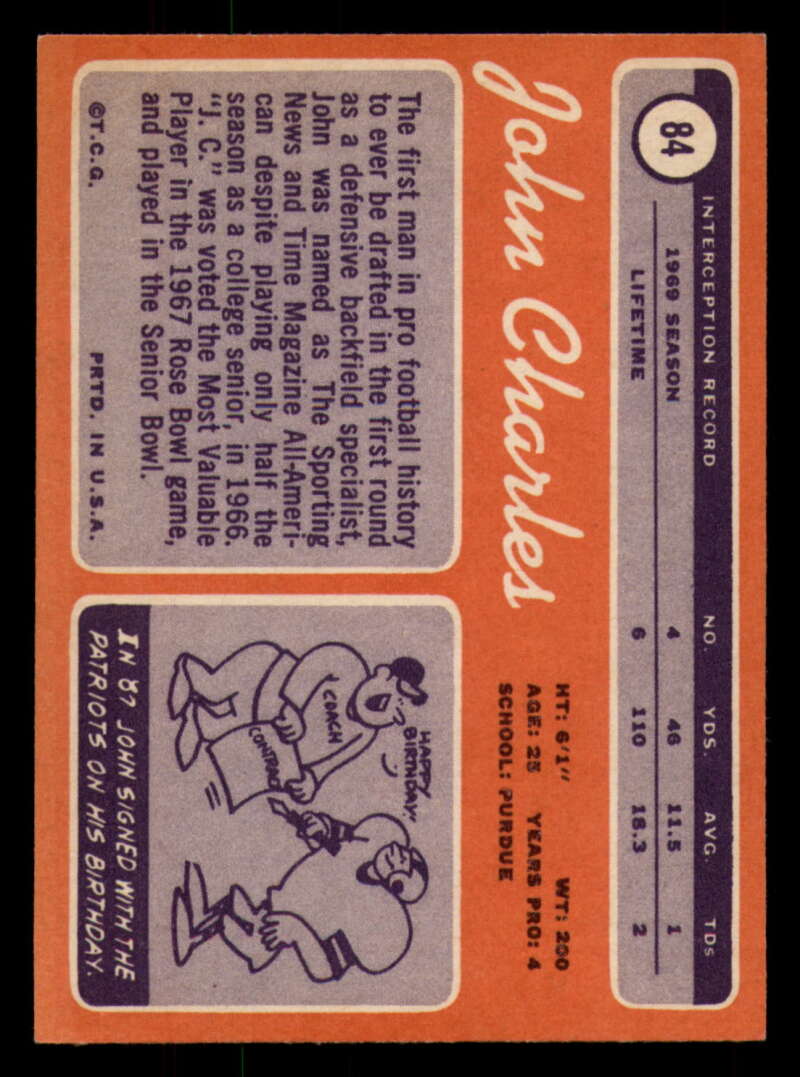 84
INTERCEPTION RECORD NO. YDS. AVG. TDs
1969 SEASON 4 46 11.5 1
LIFETIME 6 110 18.3 2
John Charles
HT: 6'1" WT: 200
AGE: 25 YEARS PRO: 4
SCHOOL: PURDUE
The first man in pro football history
to ever be drafted in the first round
as a defensive backfield specialist,
John was named as The Sporting
News and Time Magazine All-Ameri-
can despite playing only half the
season as a college senior, in 1966.
"J. C." was voted the Most Valuable
Player in the 1967 Rose Bowl game,
and played in the Senior Bowl.
©T.C.G. PRTD. IN U.S.A.
HAPPY
BIRTHDAY!
COACH
CONTRACT
IN 67 JOHN SIGNED WITH THE
PATRIOTS ON HIS BIRTHDAY.